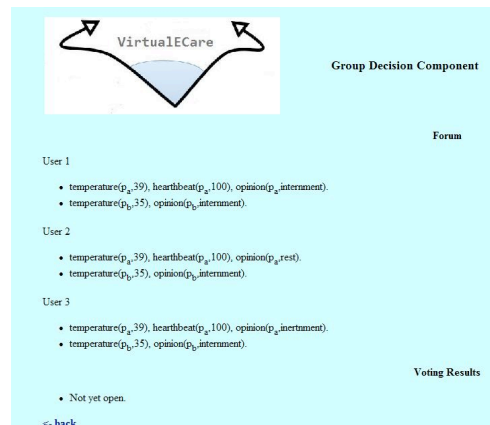 VirtualECare
Group Decision Component
Forum
User 1
• temperature(pa,39), hearthbeat(pa,100), opinion(pa,internment).
• temperature(pb,35), opinion(pb,internment).
User 2
• temperature(pa,39), hearthbeat(pa,100), opinion(pa,rest).
• temperature(pb,35), opinion(pb,internment).
User 3
• temperature(pa,39), hearthbeat(pa,100), opinion(pa,inertnment).
• temperature(pb,35), opinion(pb,internment).
Voting Results
• Not yet open.
<- back